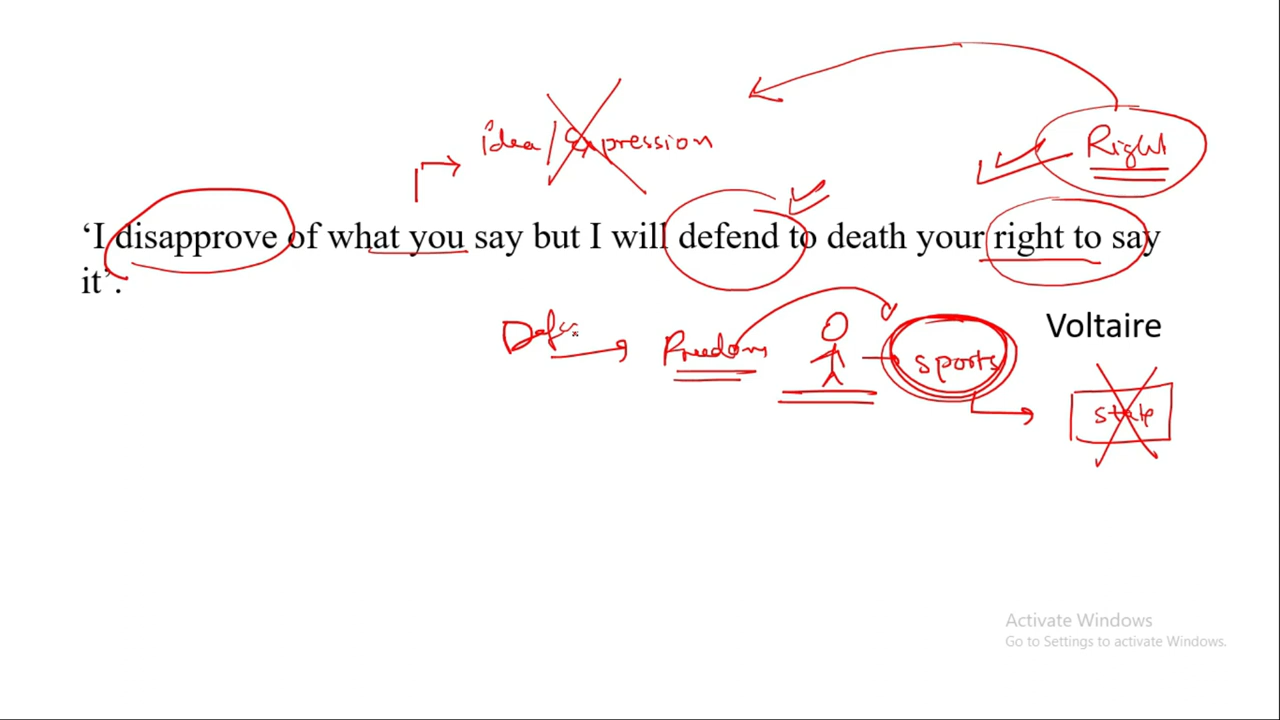 idea/Expression
Right
‘I disapprove of what you say but I will defend to death your right to say
it’.
Voltaire
Freedom
sports
state
Activate Windows
Go to Settings to activate Windows.